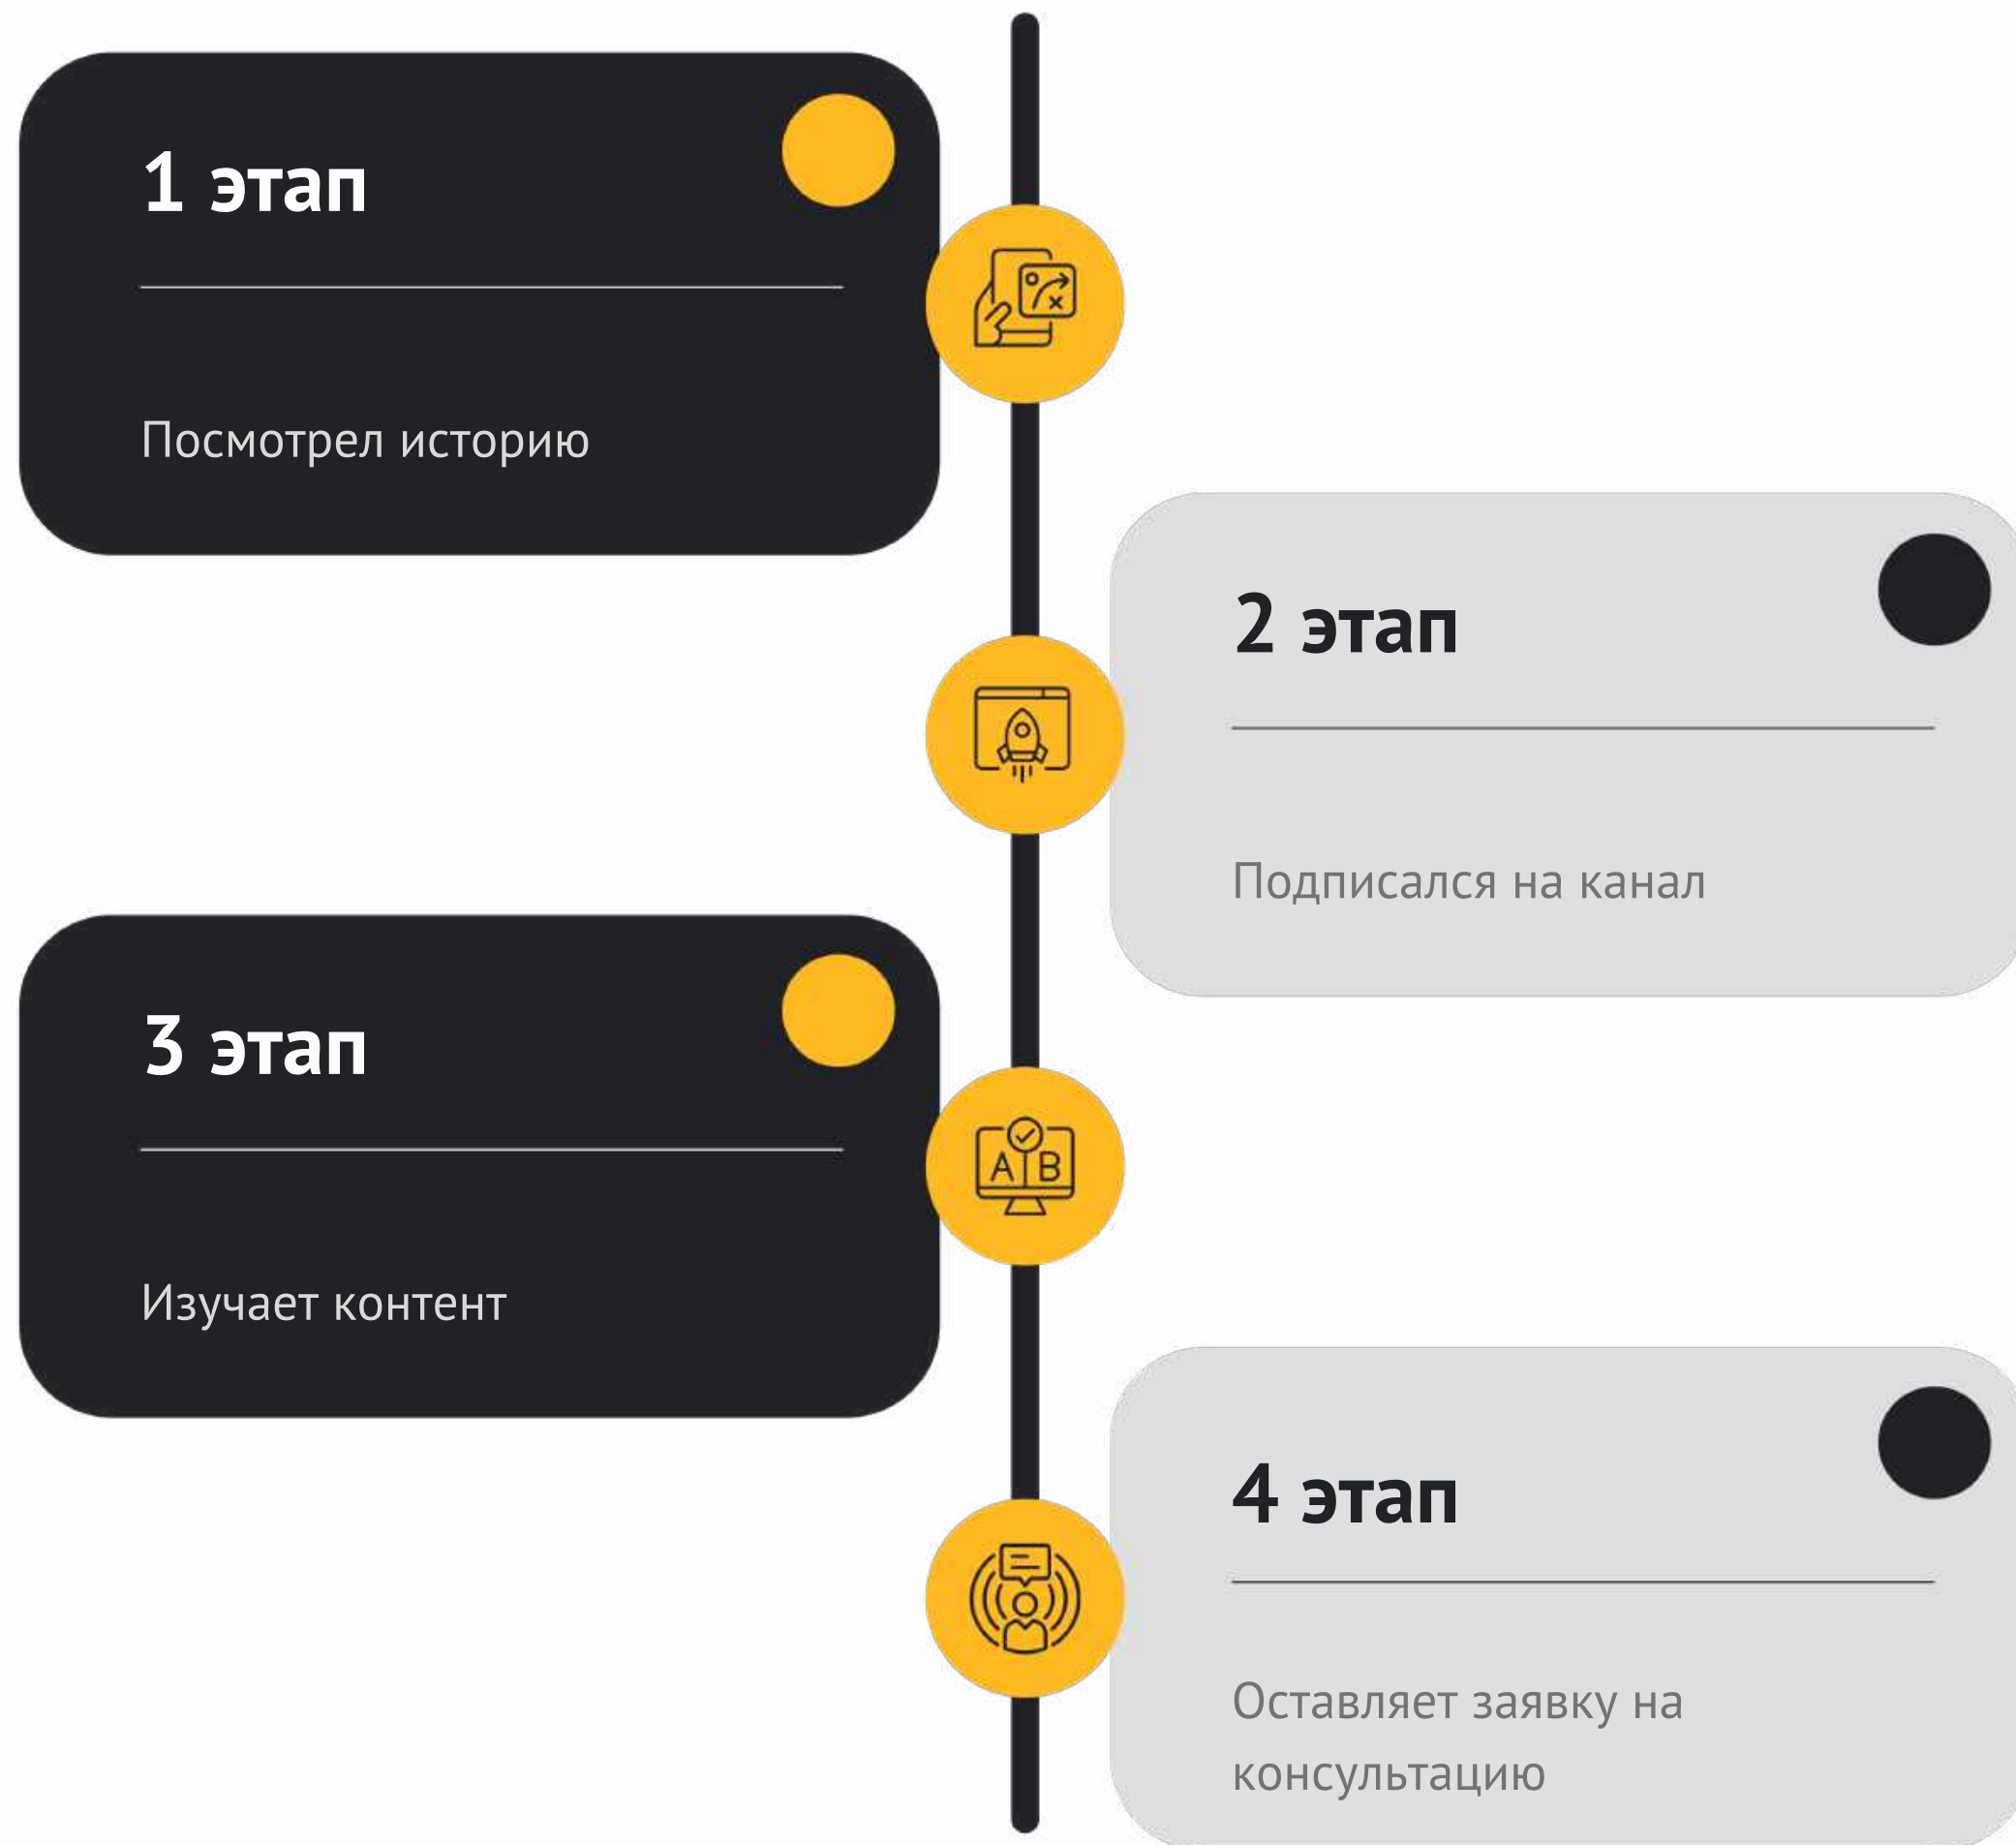 1 этап
Посмотрел историю
2 этап
Подписался на канал
3 этап
Изучает контент
A B
4 этап
Оставляет заявку на
консультацию